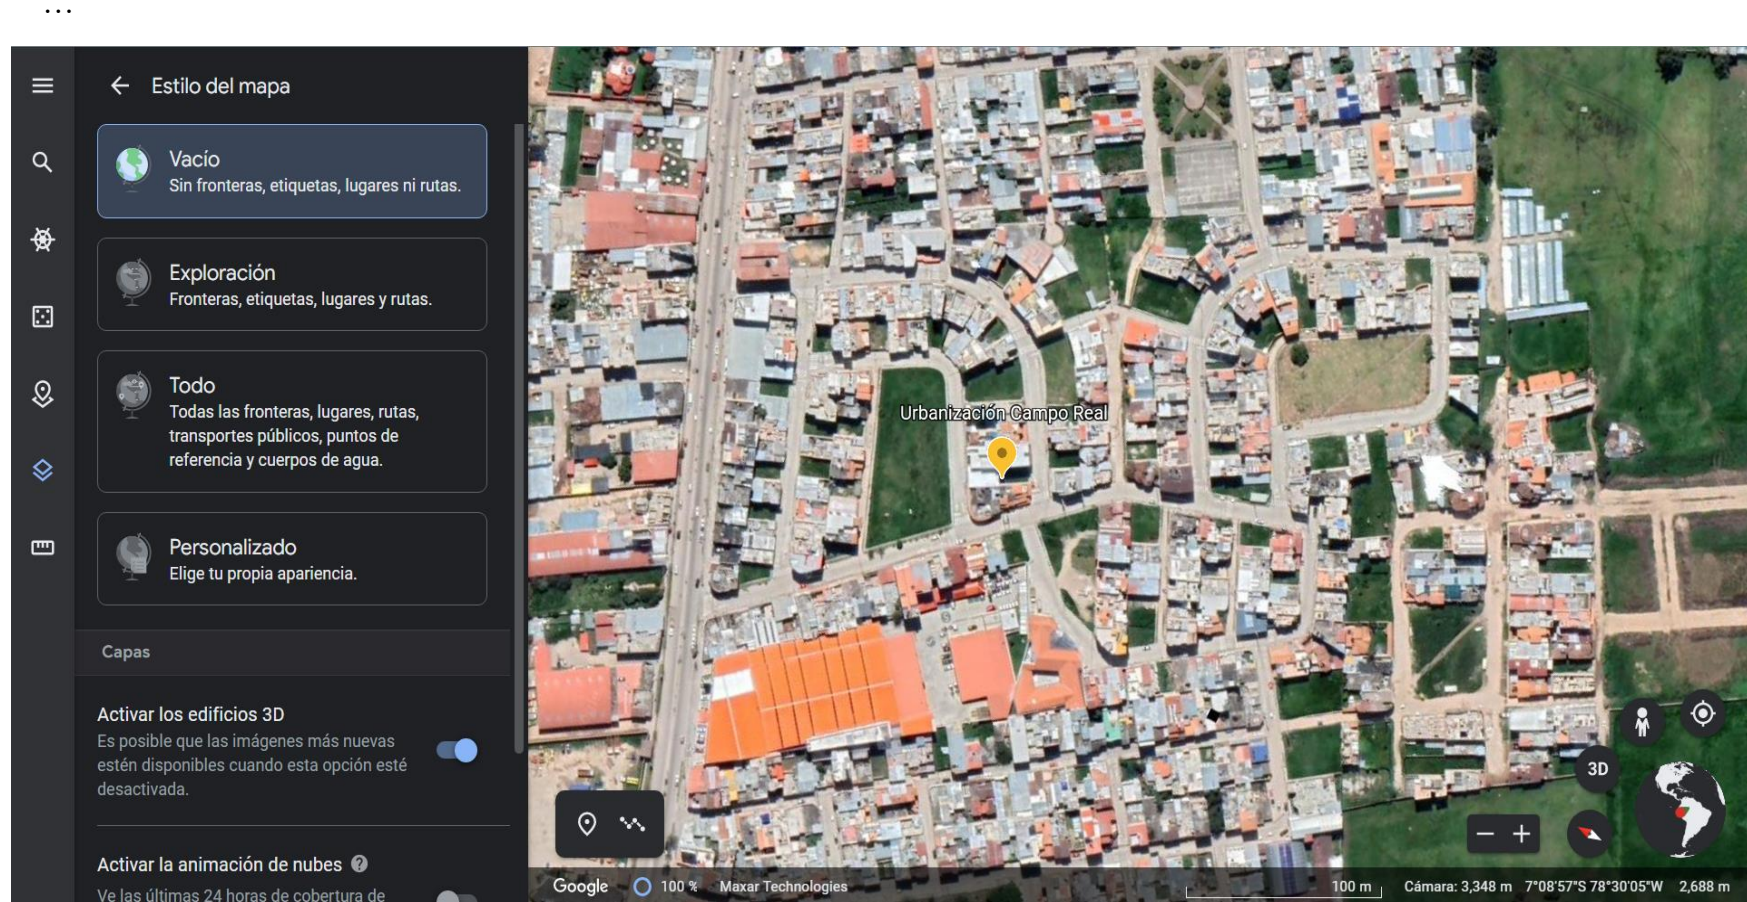 ...
Estilo del mapa
Vacío
Sin fronteras, etiquetas, lugares ni rutas.
Exploración
Fronteras, etiquetas, lugares y rutas.
Todo
Todas las fronteras, lugares, rutas,
transportes públicos, puntos de
referencia y cuerpos de agua.
Personalizado
Elige tu propia apariencia.
Capas
Activar los edificios 3D
Es posible que las imágenes más nuevas
estén disponibles cuando esta opción esté
desactivada.
Activar la animación de nubes ?
Ve las últimas 24 horas de cobertura de
Urbanización Campo Real
3D
Google 100 % Maxar Technologies 100 m Cámara: 3,348 m 7°08'57"S 78°30'05"W 2,688 m